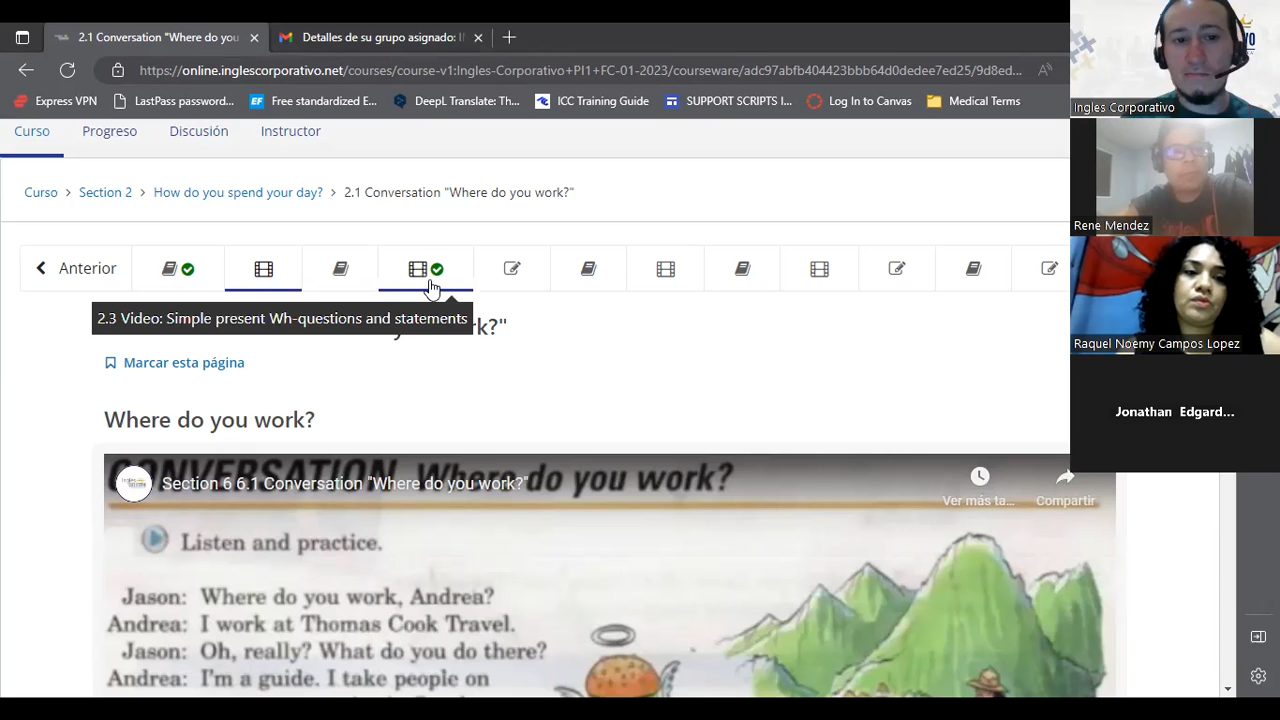 2.1 Conversation "Where do you
Detalles de su grupo asignado: I
https://online.inglescorporativo.net/courses/course-v1:Ingles-Corporativo+PI1+FC-01-2023/courseware/adc97abfb404423bbb64d0dedee7ed25/9d8ed...
Express VPN
LastPass password...
Free standardized E...
DeepL Translate: Th...
ICC Training Guide
SUPPORT SCRIPTS I...
Log In to Canvas
Medical Terms
Curso
Progreso
Discusión
Instructor
Curso > Section 2 > How do you spend your day? > 2.1 Conversation "Where do you work?"
Anterior
2.3 Video: Simple present Wh-questions and statements
k?"
Marcar esta página
Where do you work?
CONVERSATION Where do you work?
Section 6 6.1 Conversation "Where do you work?"
Ver más ta...
Compartir
Listen and practice.
Jason: Where do you work, Andrea?
Andrea: I work at Thomas Cook Travel.
Jason: Oh, really? What do you do there?
Andrea: I'm a guide. I take people on
Ingles Corporativo
Rene Mendez
Raquel Noemy Campos Lopez
Jonathan Edgard...